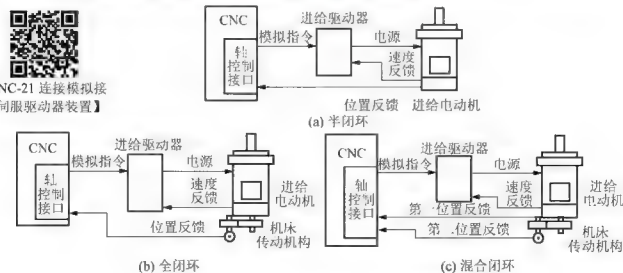 NC-21 连接模拟接
伺服驱动器装置】
CNC
轴
控制
接口
模拟指令
进给驱动器
电源
速度
反馈
位置反馈
进给电动机
(a) 半闭环
CNC
轴
控制
接口
模拟指令
进给驱动器
电源
速度
反馈
进给
电动机
位置反馈
机床
传动机构
(b) 全闭环
CNC
轴
控制
接口
模拟指令
进给驱动器
电源
速度
反馈
进给
电动机
第 位置反馈
第 位置反馈
机床
传动机构
(c) 混合闭环